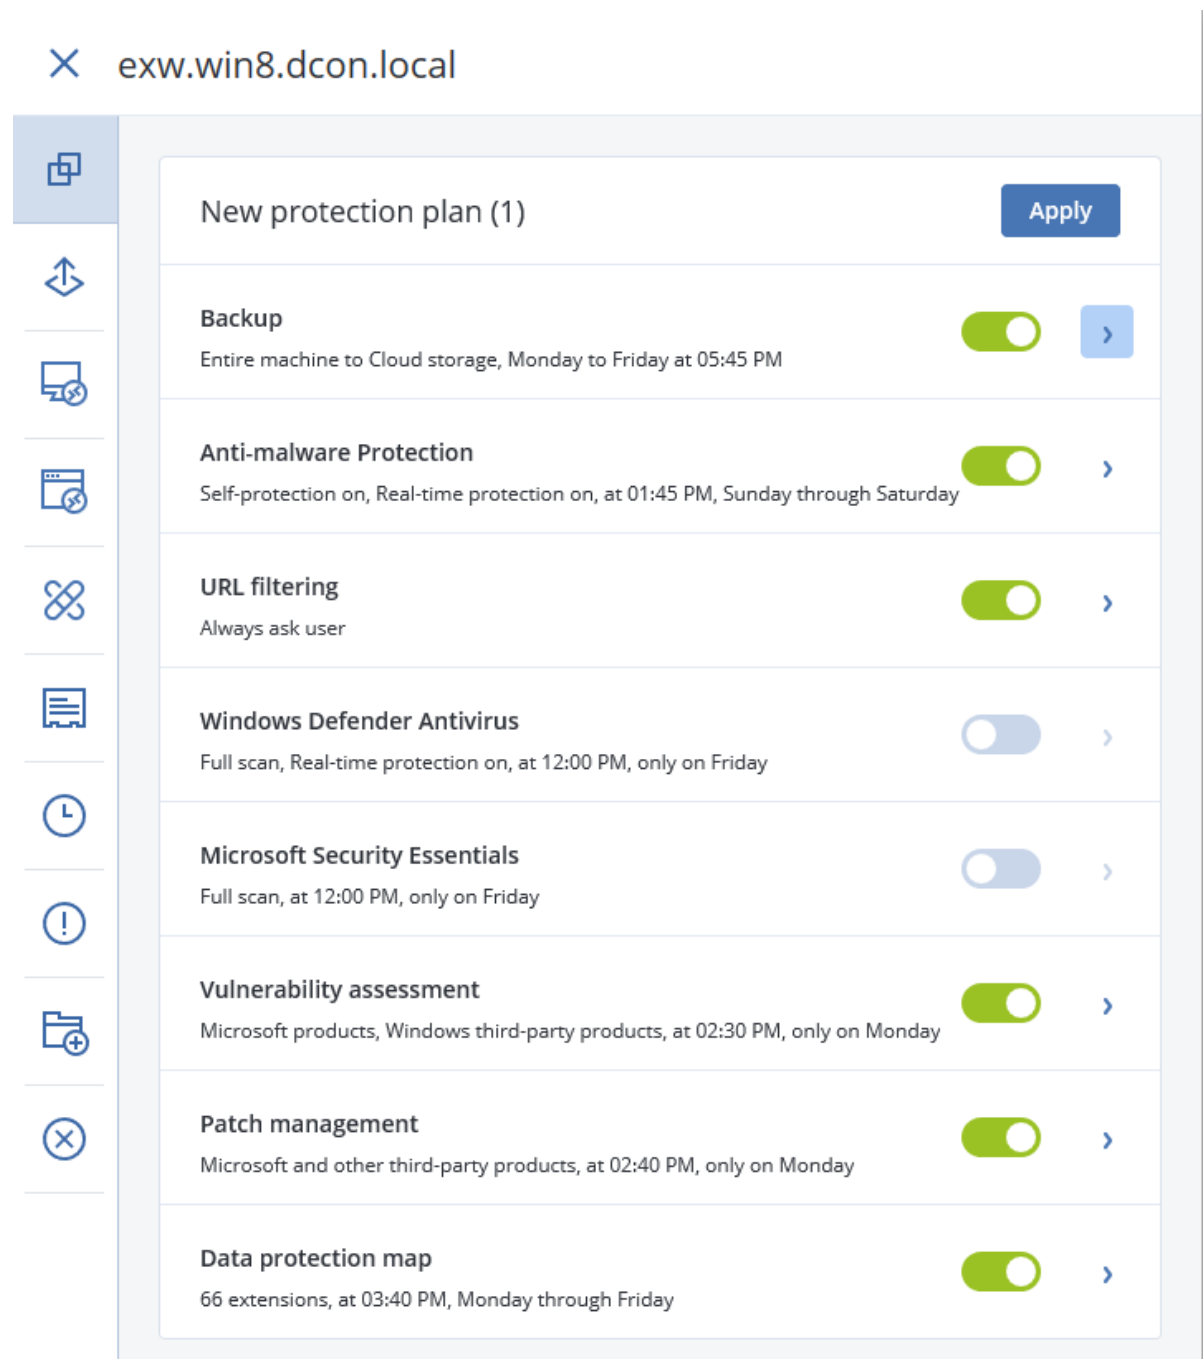 exw.win8.dcon.local
New protection plan (1)
Apply
Backup
Entire machine to Cloud storage, Monday to Friday at 05:45 PM
Anti-malware Protection
Self-protection on, Real-time protection on, at 01:45 PM, Sunday through Saturday
URL filtering
Always ask user
Windows Defender Antivirus
Full scan, Real-time protection on, at 12:00 PM, only on Friday
Microsoft Security Essentials
Full scan, at 12:00 PM, only on Friday
Vulnerability assessment
Microsoft products, Windows third-party products, at 02:30 PM, only on Monday
Patch management
Microsoft and other third-party products, at 02:40 PM, only on Monday
Data protection map
66 extensions, at 03:40 PM, Monday through Friday